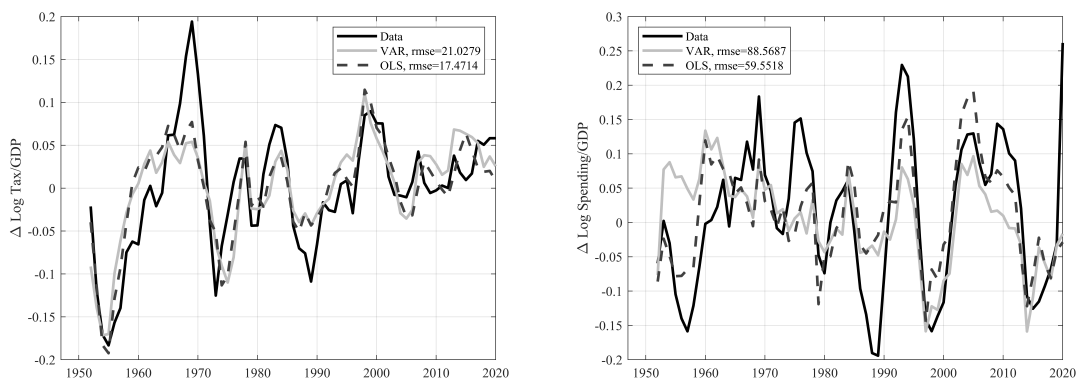 Δ Log Tax/GDP
0.2
0.15
0.1
0.05
0
-0.05
-0.1
-0.15
-0.2
1950 1960 1970 1980 1990 2000 2010 2020
Data
VAR, rmse=21.0279
OLS, rmse=17.4714
Δ Log Spending/GDP
0.3
0.25
0.2
0.15
0.1
0.05
0
-0.05
-0.1
-0.15
-0.2
1950 1960 1970 1980 1990 2000 2010 2020
Data
VAR, rmse=88.5687
OLS, rmse=59.5518